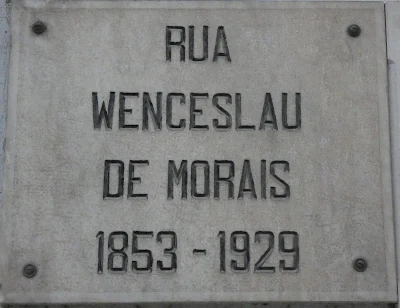 RUA
WENCESLAU
DE MORAIS
1853 - 1929